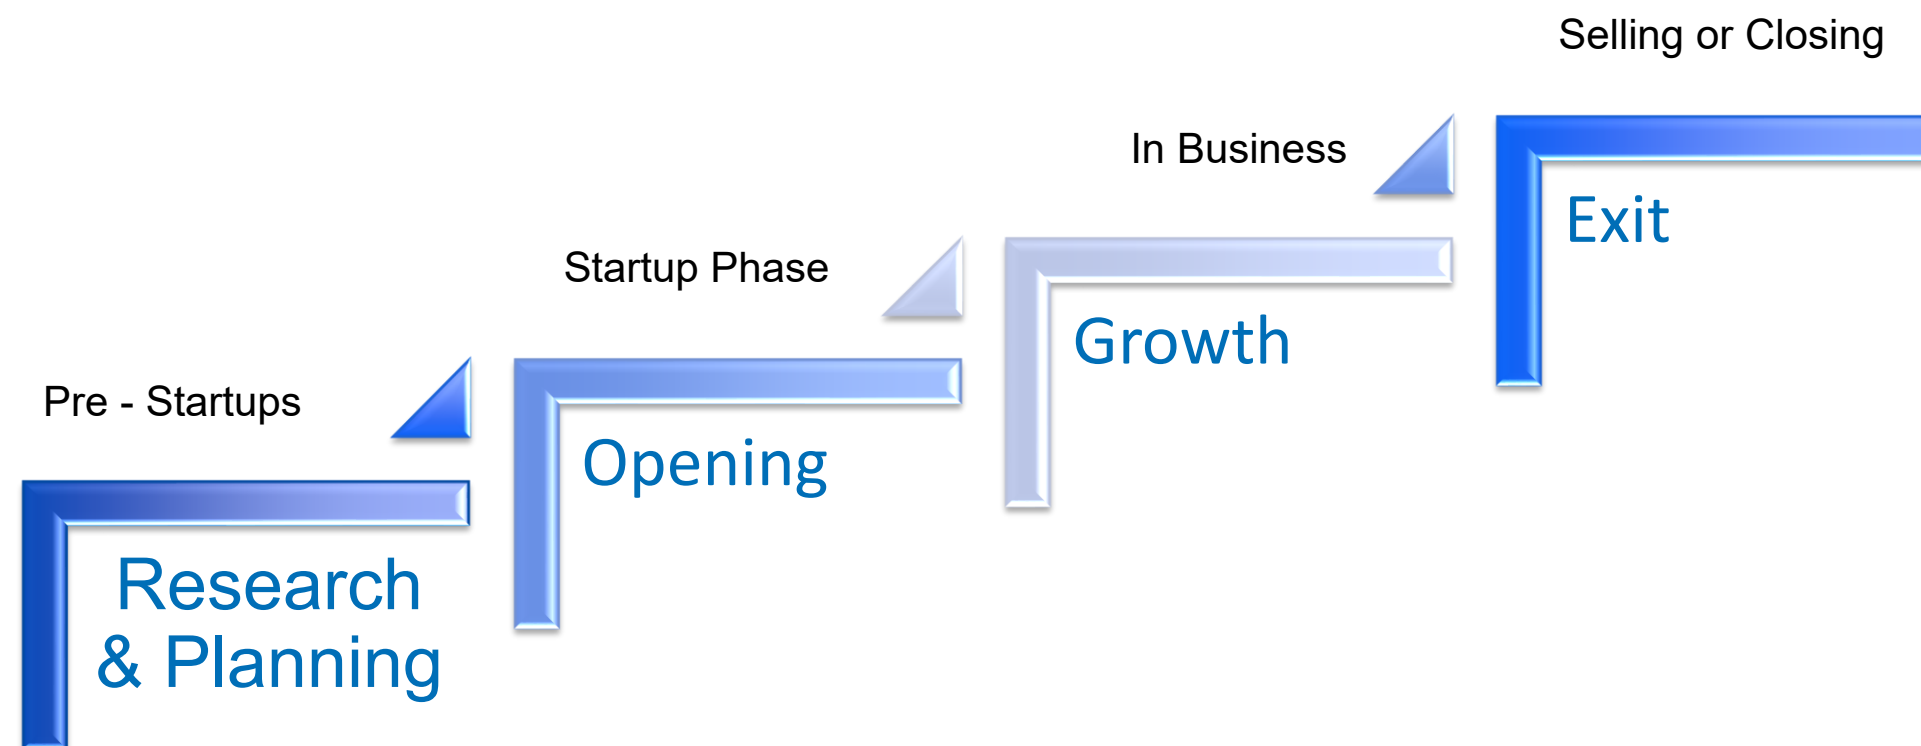 Selling or Closing
In Business
Exit
Startup Phase
Growth
Pre - Startups
Opening
Research
& Planning